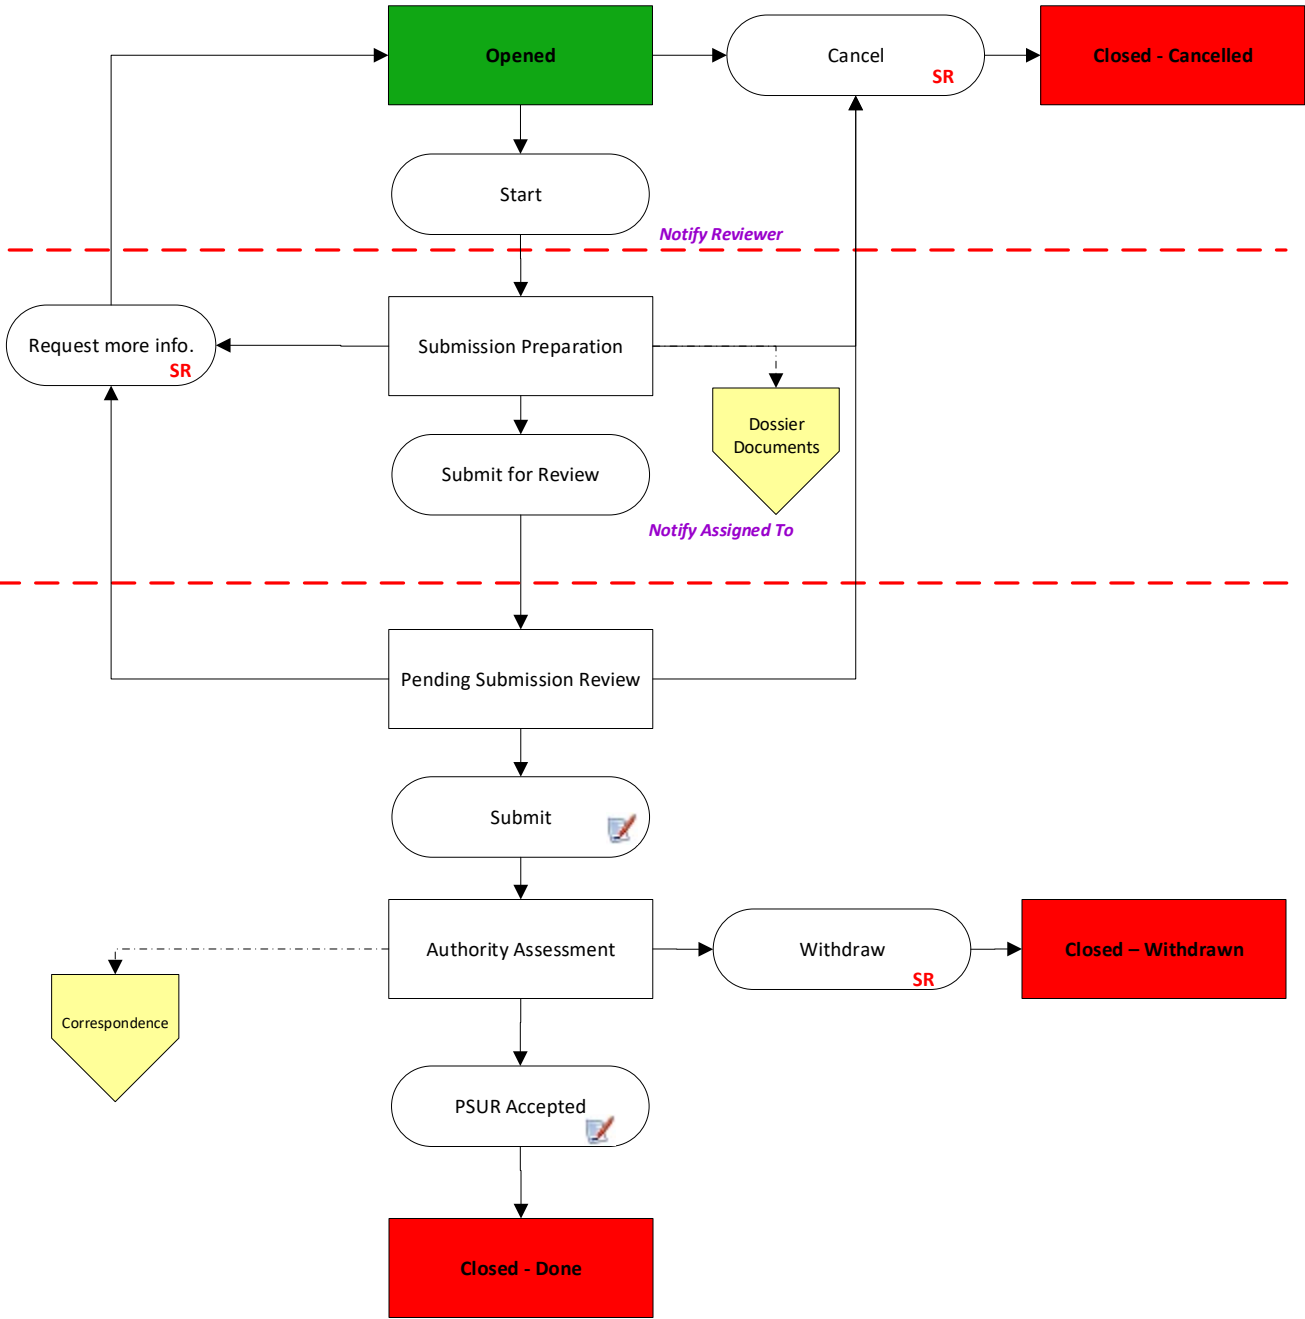 Opened
Cancel
SR
Closed - Cancelled
Start
Notify Reviewer
Request more info.
SR
Submission Preparation
Dossier
Documents
Submit for Review
Notify Assigned To
Pending Submission Review
Submit
Authority Assessment
Withdraw
SR
Closed – Withdrawn
Correspondence
PSUR Accepted
Closed - Done